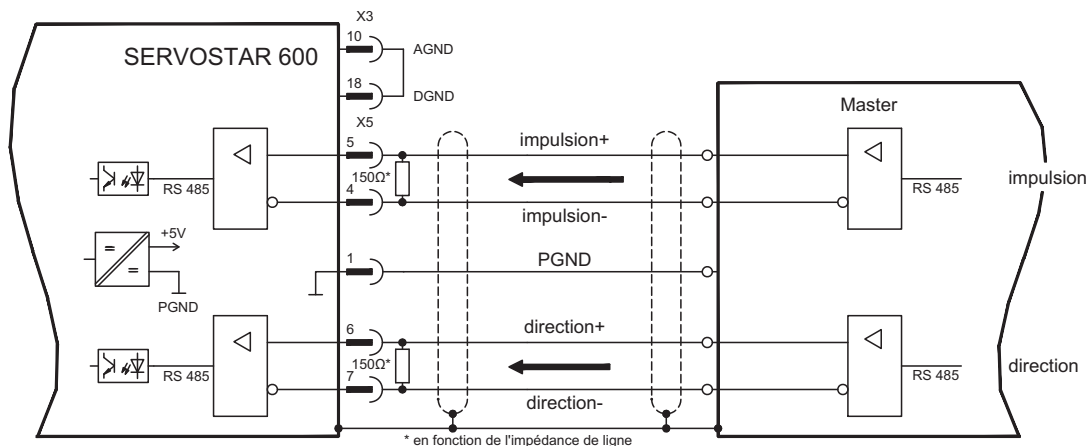 X3
10
AGND
SERVOSTAR 600
18
DGND
Master
X5
5
impulsion+
150Ω*
RS 485
4
impulsion-
RS 485
impulsion
+5V
=
=
1
PGND
PGND
6
direction+
150Ω*
RS 485
7
direction-
RS 485
direction
* en fonction de l'impédance de ligne